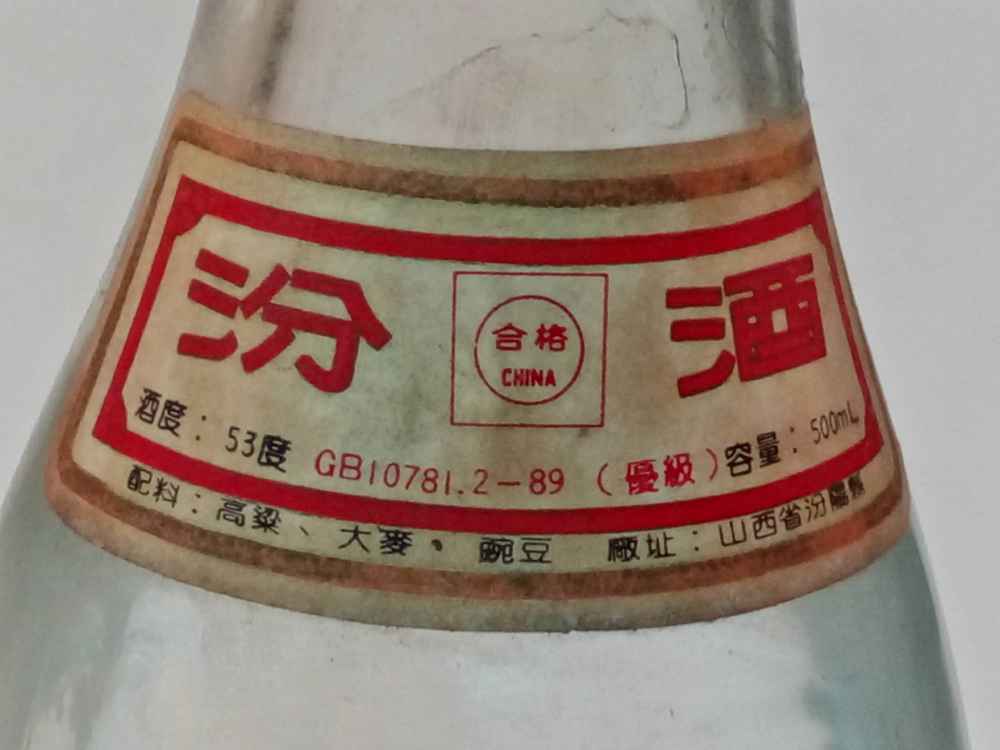 汾 酒
合格
CHINA
酒度：53度 GB10781.2-89（優級）容量：500mL
配料：高粱、大麥、豌豆 廠址：山西省汾陽縣